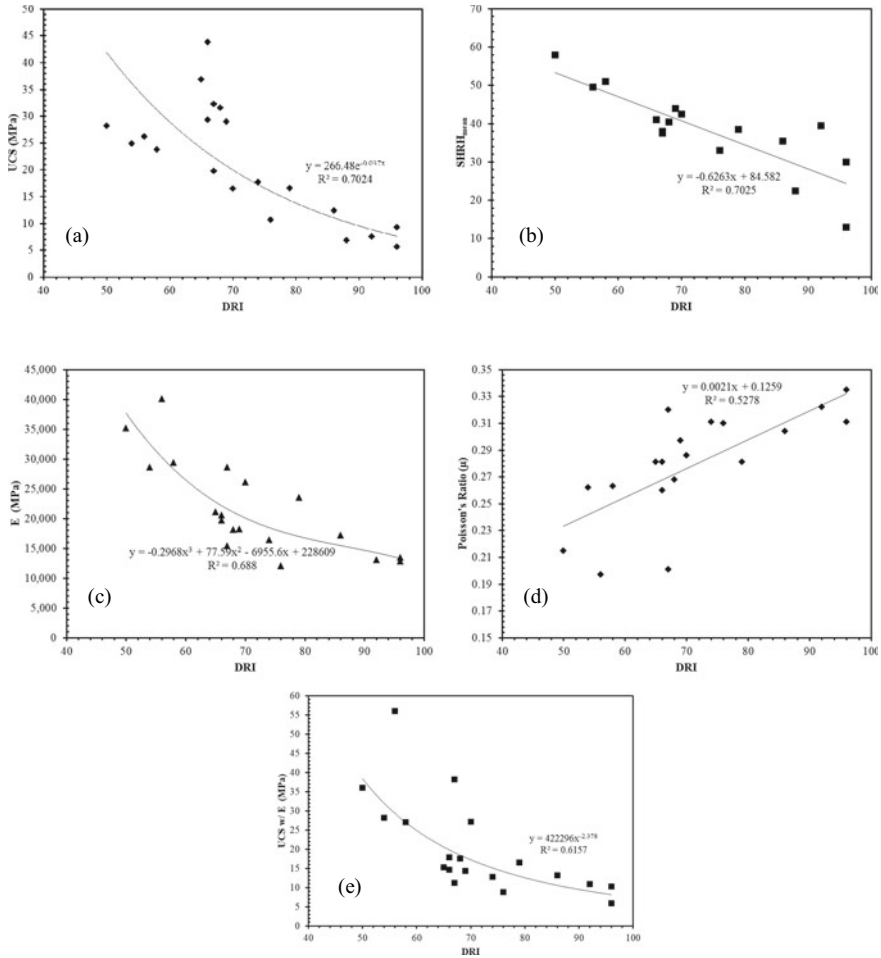 50
45
40
35
30
25
20
15
10
5
0
UCS (MPa)
y = 266.48e^-0.037x
R² = 0.7024
(a)
40 50 60 70 80 90 100
DRI
70
60
50
40
30
20
10
0
SHRHmean
y = -0.6263x + 84.582
R² = 0.7025
(b)
40 50 60 70 80 90 100
DRI
45,000
40,000
35,000
30,000
25,000
20,000
15,000
10,000
5,000
0
E (MPa)
y = -0.2968x³ + 77.59x² - 6955.6x + 228609
R² = 0.688
(c)
40 50 60 70 80 90 100
DRI
0.35
0.33
0.31
0.29
0.27
0.25
0.23
0.21
0.19
0.17
0.15
Poisson's Ratio (μ)
y = 0.0021x + 0.1259
R² = 0.5278
(d)
40 50 60 70 80 90 100
DRI
60
55
50
45
40
35
30
25
20
15
10
5
0
UCS w/ E (MPa)
y = 422296x^-2.378
R² = 0.6157
(e)
40 50 60 70 80 90 100
DRI